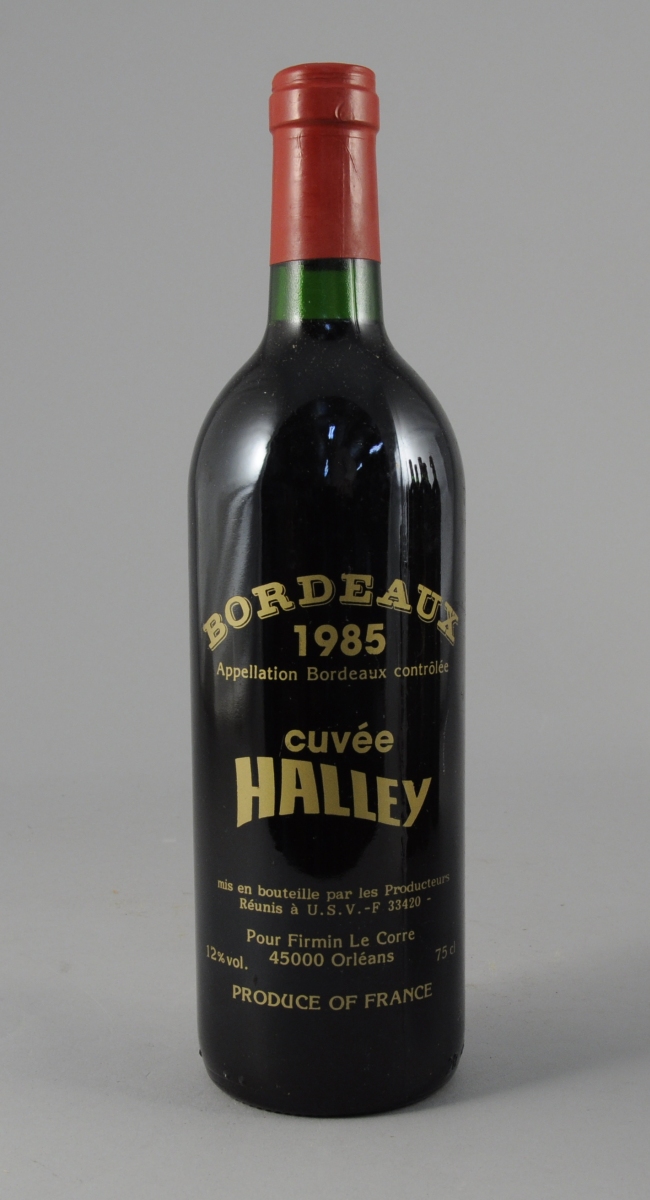 BORDEAUX
1985
Appellation Bordeaux contrôlée
cuvée
HALLEY
mis en bouteille par les Producteurs
Réunis à U.S.V.-F 33420 -
Pour Firmin Le Corre
12% vol. 45000 Orléans 75 cl
PRODUCE OF FRANCE